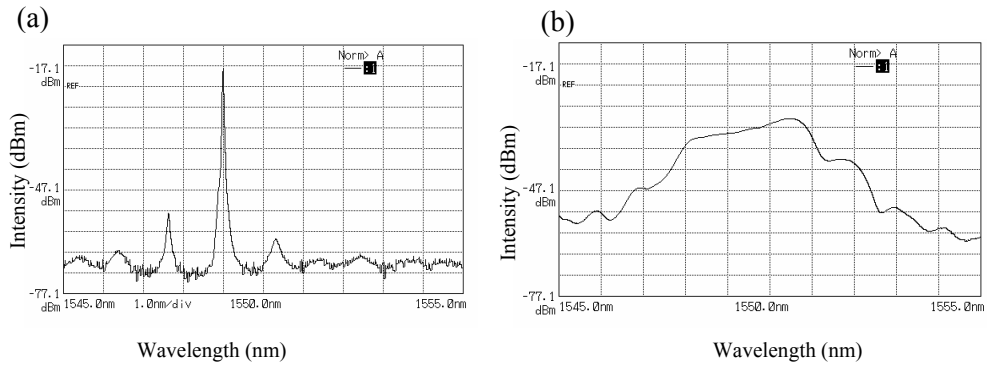 (a)
Norm> A
:1
-17.1
dBm
REF
-47.1
dBm
-77.1
dBm
1545.0nm 1.0nm/div 1550.0nm 1555.0nm
Intensity (dBm)
Wavelength (nm)
(b)
Norm> A
:1
-17.1
dBm
REF
-47.1
dBm
-77.1
dBm
1545.0nm 1550.0nm 1555.0nm
Intensity (dBm)
Wavelength (nm)